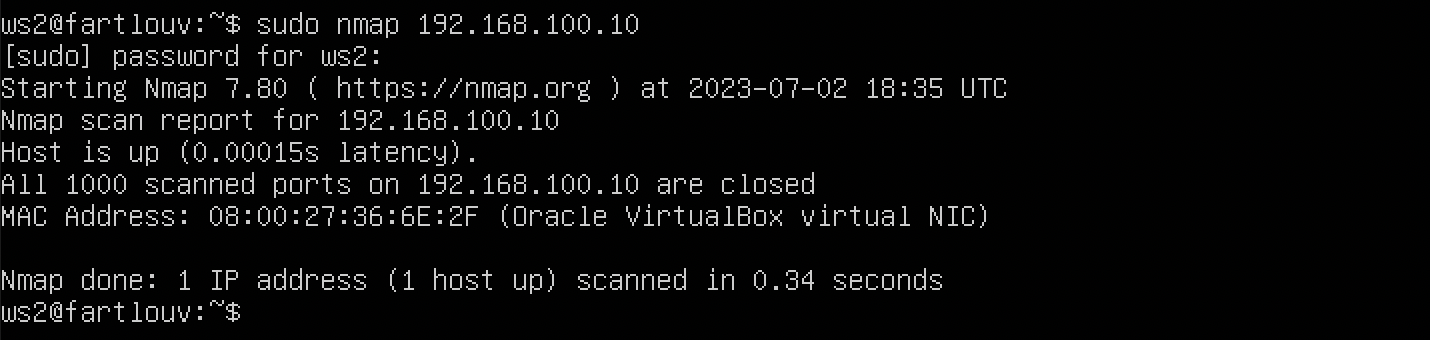 ws2@fartlouv:~$ sudo nmap 192.168.100.10
[sudo] password for ws2:
Starting Nmap 7.80 ( https://nmap.org ) at 2023-07-02 18:35 UTC
Nmap scan report for 192.168.100.10
Host is up (0.00015s latency).
All 1000 scanned ports on 192.168.100.10 are closed
MAC Address: 08:00:27:36:6E:2F (Oracle VirtualBox virtual NIC)
Nmap done: 1 IP address (1 host up) scanned in 0.34 seconds
ws2@fartlouv:~$